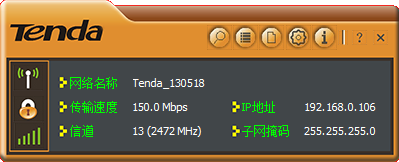 Tenda
? ×
网络名称 Tenda_130518
传输速度 150.0 Mbps IP地址 192.168.0.106
信道 13 (2472 MHz) 子网掩码 255.255.255.0